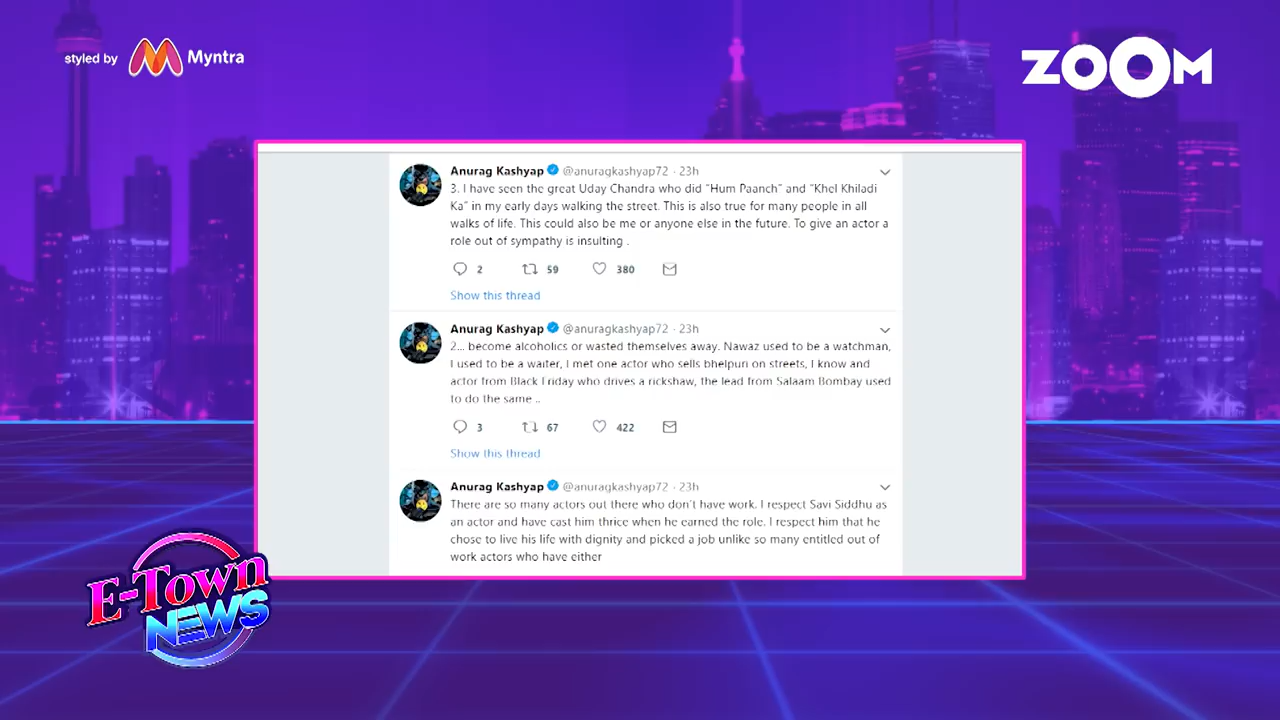 styled by Myntra
ZOOM
Anurag Kashyap @anuragkashyap72 · 23h
3. I have seen the great Uday Chandra who did "Hum Paanch" and "Khel Khiladi
Ka" in my early days walking the street. This is also true for many people in all
walks of life. This could also be me or anyone else in the future. To give an actor a
role out of sympathy is insulting .
2 59 380
Show this thread
Anurag Kashyap @anuragkashyap72 · 23h
2... become alcoholics or wasted themselves away. Nawaz used to be a watchman,
I used to be a waiter, I met one actor who sells bhelpuri on streets, I know and
actor from Black Friday who drives a rickshaw, the lead from Salaam Bombay used
to do the same ..
3 67 422
Show this thread
Anurag Kashyap @anuragkashyap72 · 23h
There are so many actors out there who don't have work. I respect Savi Siddhu as
an actor and have cast him thrice when he earned the role. I respect him that he
chose to live his life with dignity and picked a job unlike so many entitled out of
work actors who have either
E-Town
NEWS